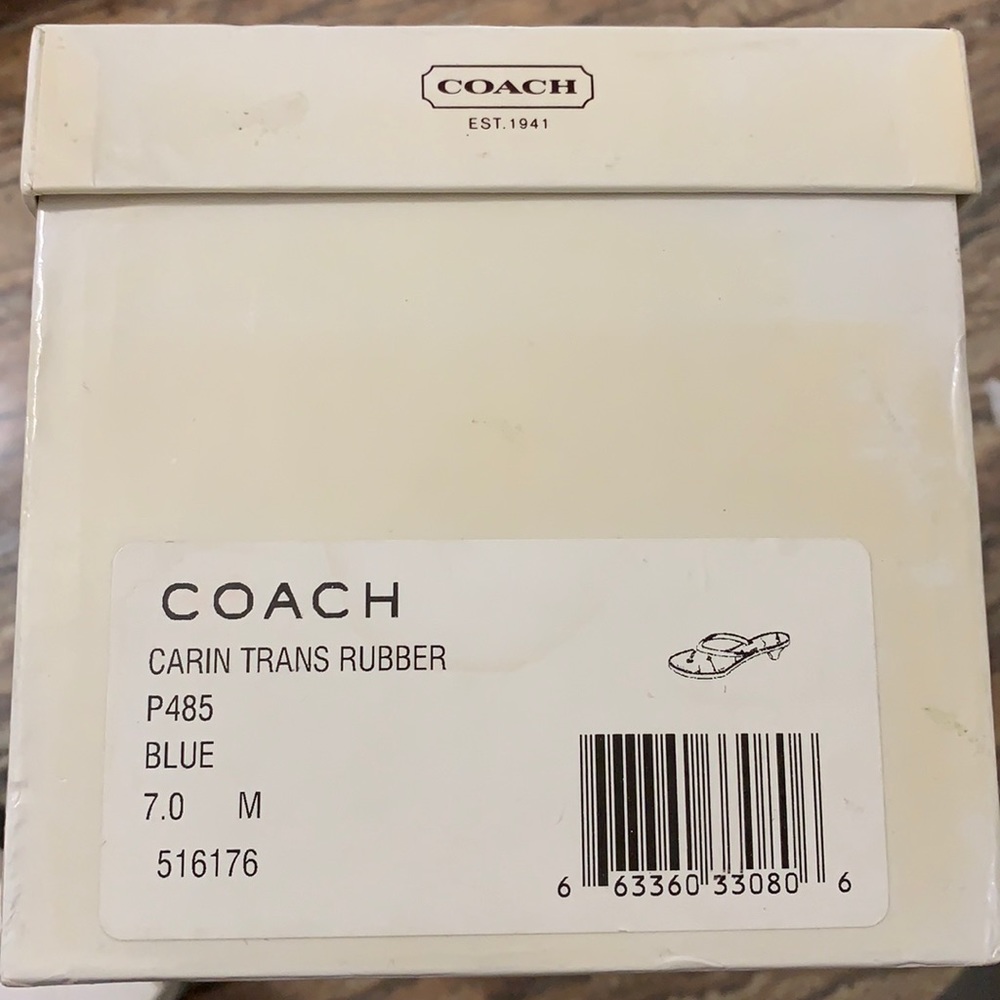 COACH
EST. 1941
COACH
CARIN TRANS RUBBER
P485
BLUE
7.0 M
516176
6 63360 33080 6